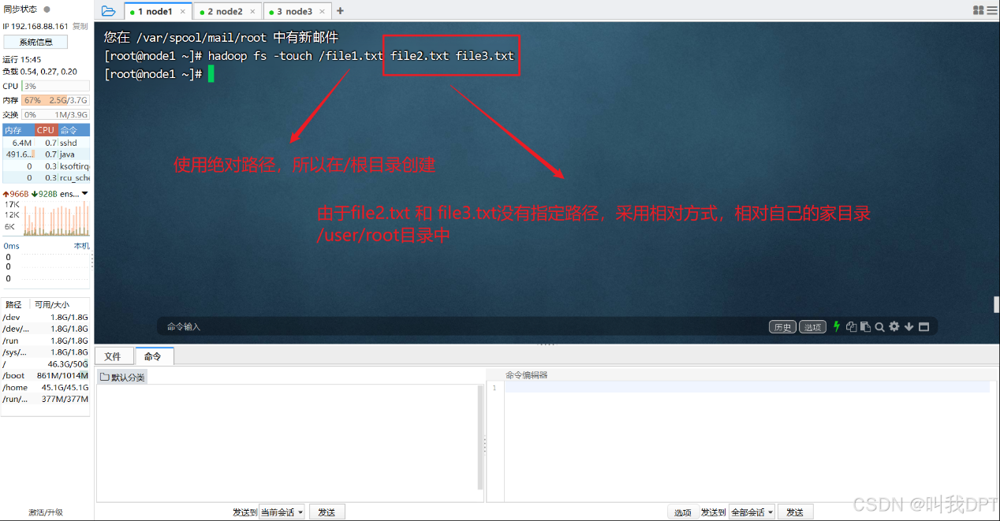 同步状态
IP 192.168.88.161 复制
系统信息
运行 15:45
负载 0.54, 0.27, 0.20
CPU 3%
内存 67% 2.5G/3.7G
交换 0% 1M/3.9G
内存 CPU 命令
6.4M 0.7 sshd
491.6... 0.7 java
0 0.3 ksoftirq
0 0.3 rcu_sche
966B 928B ens...
17K
12K
6K
0ms 本机
0
0
0
路径 可用/大小
/dev 1.8G/1.8G
/dev/... 1.8G/1.8G
/run 1.8G/1.8G
/sys/... 1.8G/1.8G
/ 46.3G/50G
/boot 861M/1014M
/home 45.1G/45.1G
/run/... 377M/377M
激活/升级
1 node1 × 2 node2 × 3 node3 × +
您在 /var/spool/mail/root 中有新邮件
[root@node1 ~]# hadoop fs -touch /file1.txt file2.txt file3.txt
[root@node1 ~]#
使用绝对路径，所以在/根目录创建
由于file2.txt 和 file3.txt没有指定路径，采用相对方式，相对自己的家目录
/user/root目录中
命令输入 历史 选项
文件 命令
默认分类
命令编辑器
1
发送到 当前会话 发送
选项 发送到 全部会话 发送
CSDN @叫我DPT